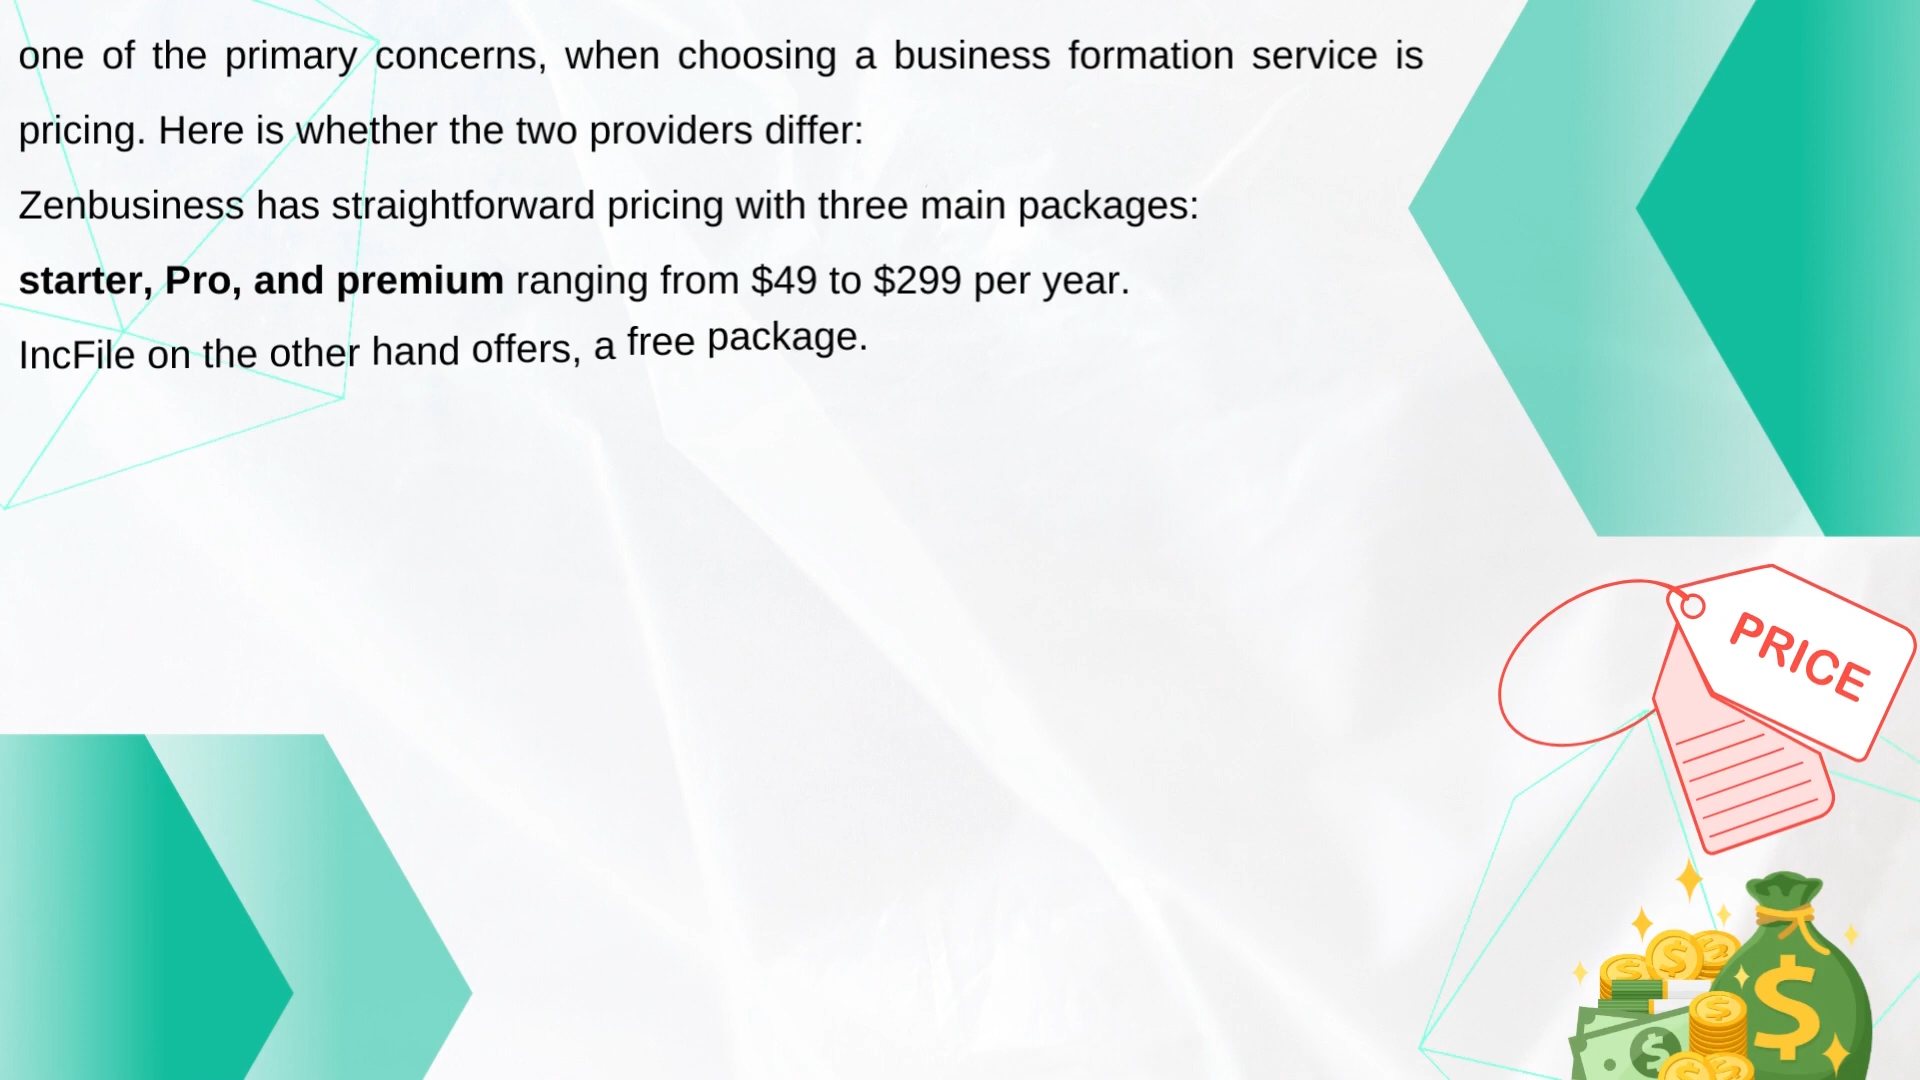 one of the primary concerns, when choosing a business formation service is
pricing. Here is whether the two providers differ:
Zenbusiness has straightforward pricing with three main packages:
starter, Pro, and premium ranging from $49 to $299 per year.
IncFile on the other hand offers, a free package.
PRICE
$